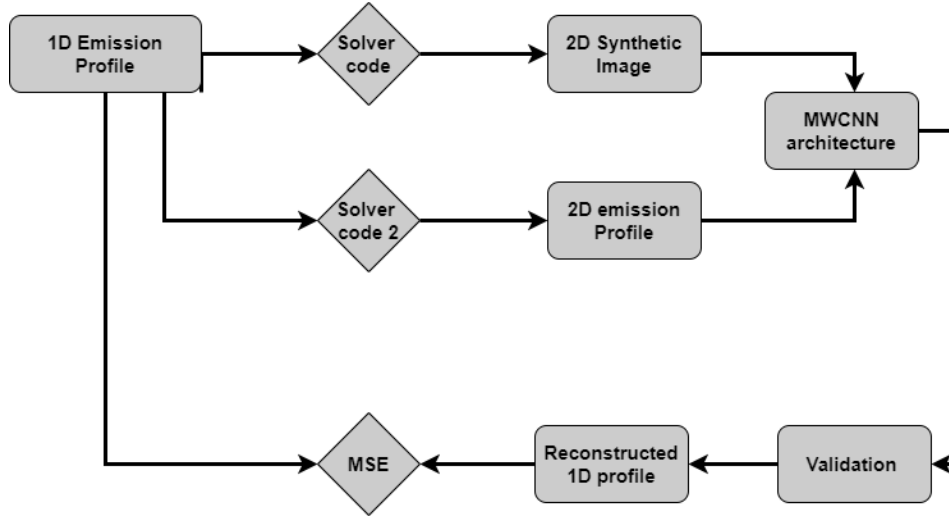 1D Emission
Profile
Solver
code
2D Synthetic
Image
MWCNN
architecture
Solver
code 2
2D emission
Profile
MSE
Reconstructed
1D profile
Validation